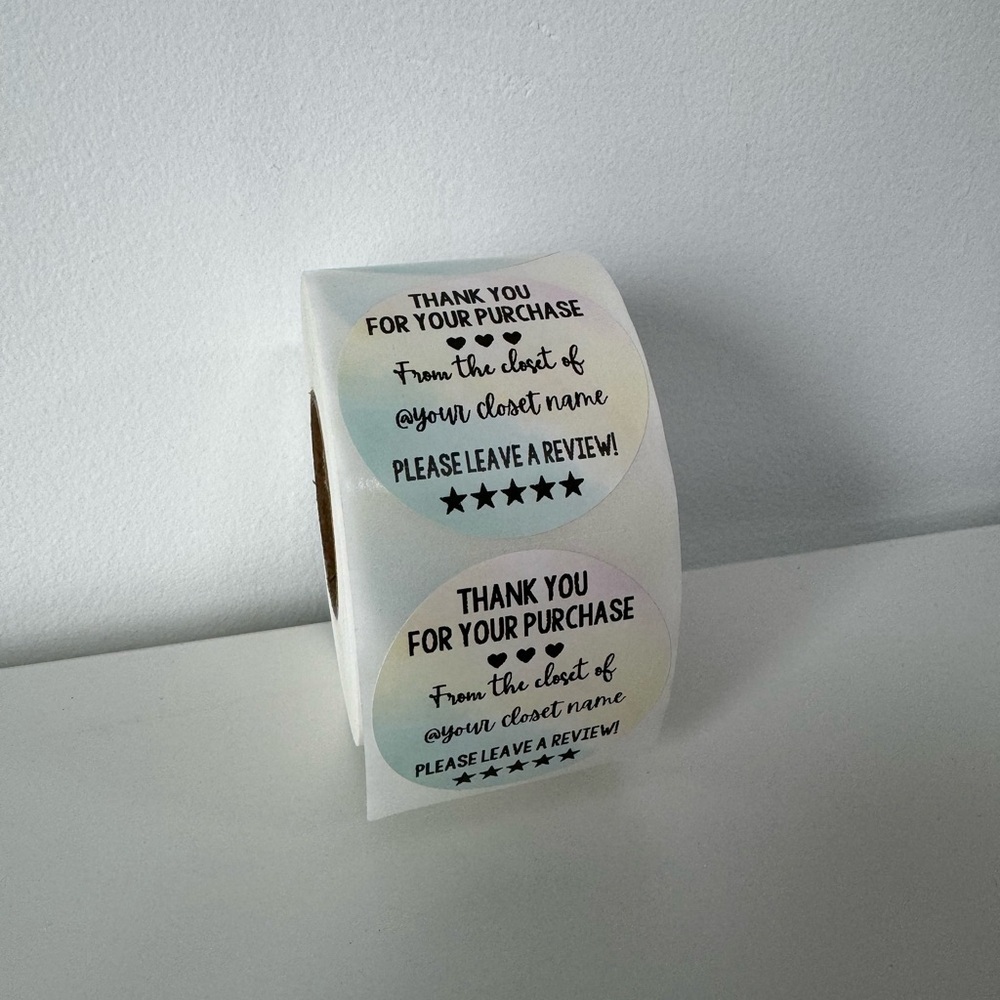 THANK YOU
FOR YOUR PURCHASE
From the closet of
@your closet name
PLEASE LEAVE A REVIEW!
THANK YOU
FOR YOUR PURCHASE
From the closet of
@your closet name
PLEASE LEAVE A REVIEW!